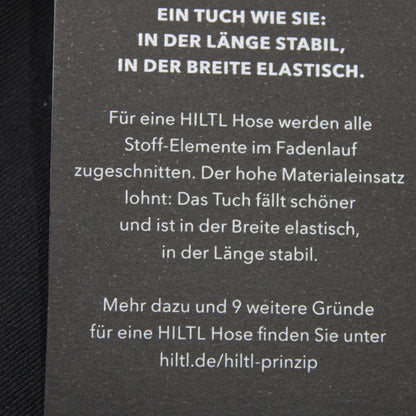 EIN TUCH WIE SIE:
IN DER LÄNGE STABIL,
IN DER BREITE ELASTISCH.
Für eine HILTL Hose werden alle
Stoff-Elemente im Fadenlauf
zugeschnitten. Der hohe Materialeinsatz
lohnt: Das Tuch fällt schöner
und ist in der Breite elastisch,
in der Länge stabil.
Mehr dazu und 9 weitere Gründe
für eine HILTL Hose finden Sie unter
hiltl.de/hiltl-prinzip